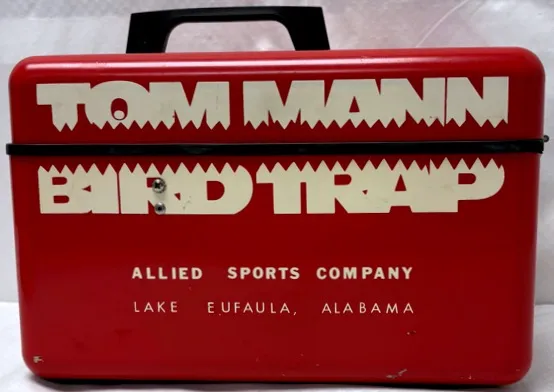 TOM MANN
BIRD TRAP
ALLIED SPORTS COMPANY
LAKE EUFAULA, ALABAMA